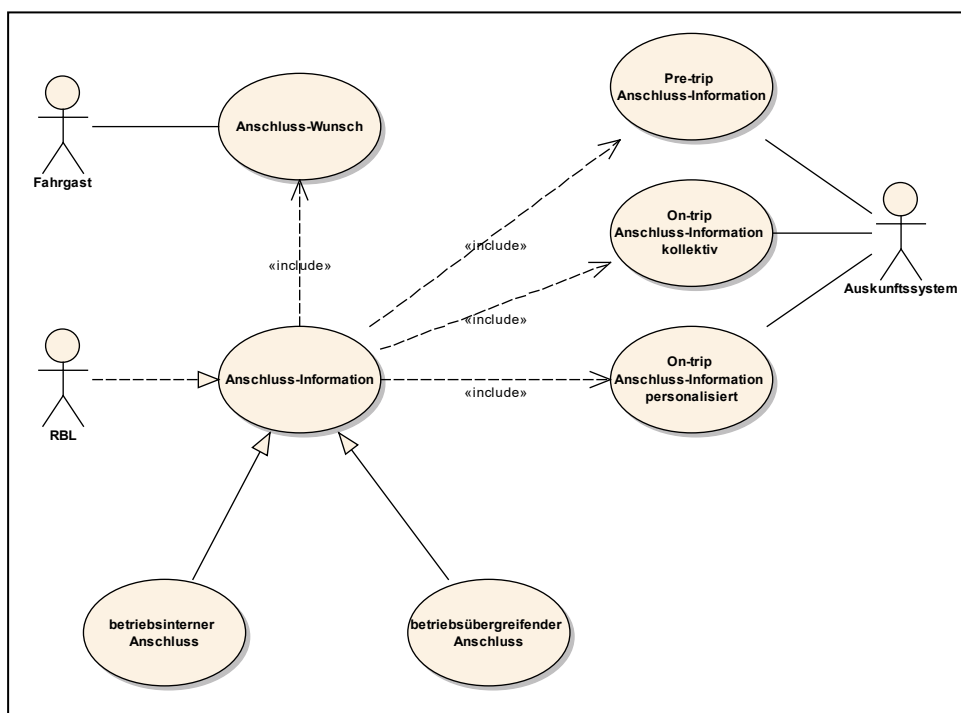 Pre-trip
Anschluss-Information
Anschluss-Wunsch
Fahrgast
On-trip
Anschluss-Information
kollektiv
«include»
«include»
Auskunftssystem
«include»
On-trip
Anschluss-Information
personalisiert
Anschluss-Information
«include»
RBL
betriebsinterner
Anschluss
betriebsübergreifender
Anschluss